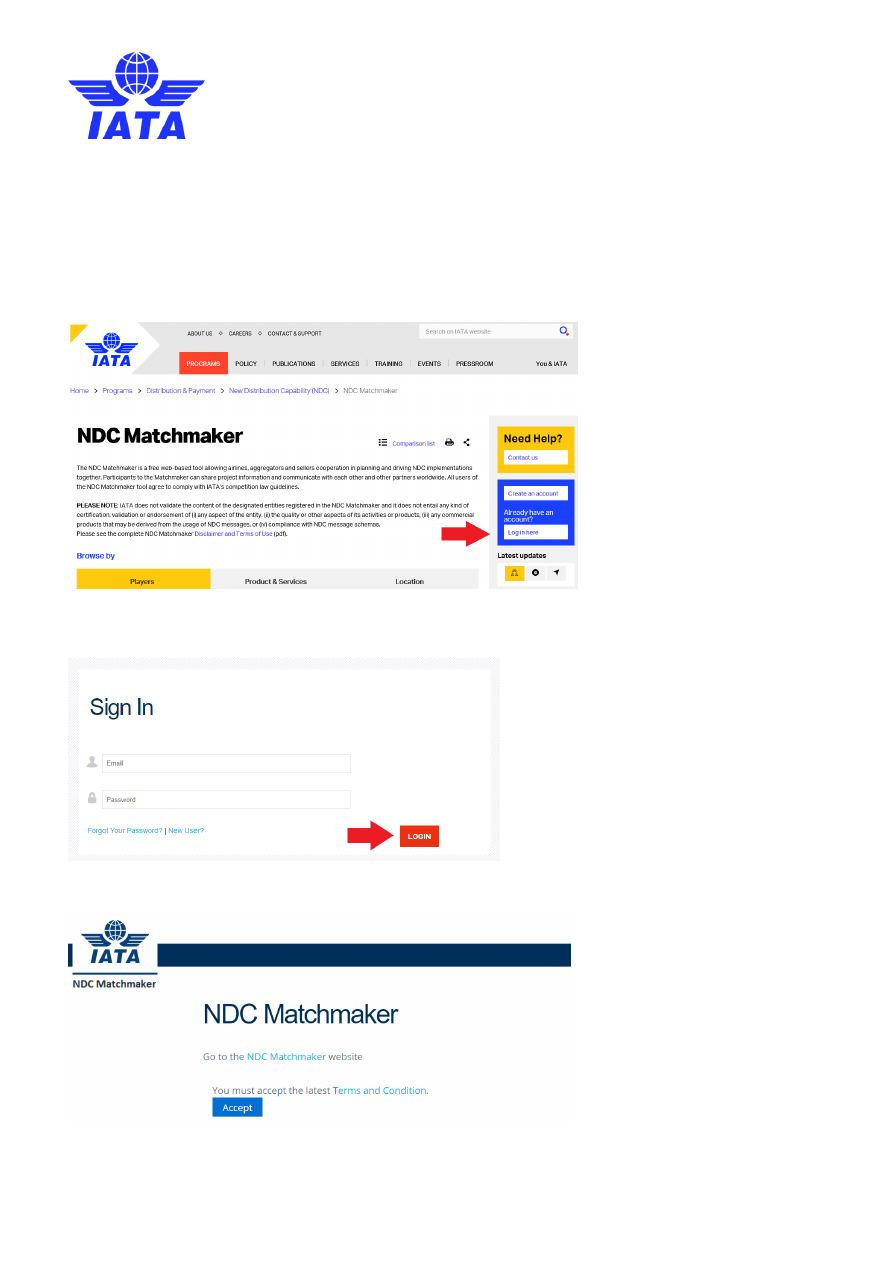 IATA
ABOUT US
CAREERS
CONTACT & SUPPORT
Search on IATA website
IATA
PROGRAMS
POLICY
PUBLICATIONS
SERVICES
TRAINING
EVENTS
PRESSROOM
You & IATA
Home > Programs > Distribution & Payment > New Distribution Capability (NDC) > NDC Matchmaker
NDC Matchmaker
Comparison list
The NDC Matchmaker is a free web-based tool allowing airlines, aggregators and sellers cooperation in planning and driving NDC implementations
together. Participants to the Matchmaker can share project information and communicate with each other and other partners worldwide. All users of
the NDC Matchmaker tool agree to comply with IATA's competition law guidelines.
PLEASE NOTE: IATA does not validate the content of the designated entities registered in the NDC Matchmaker and it does not entail any kind of
certification, validation or endorsement of (i) any aspect of the entity, (ii) the quality or other aspects of its activities or products, (iii) any commercial
products that may be derived from the usage of NDC messages, or (iv) compliance with NDC message schemas.
Please see the complete NDC Matchmaker Disclaimer and Terms of Use (pdf).
Browse by
Players
Product & Services
Location
Need Help?
Contact us
Create an account
Already have an
account?
Log in here
Latest updates
Sign In
Email
Password
Forgot Your Password? | New User?
LOGIN
IATA
NDC Matchmaker
NDC Matchmaker
Go to the NDC Matchmaker website
You must accept the latest Terms and Condition.
Accept